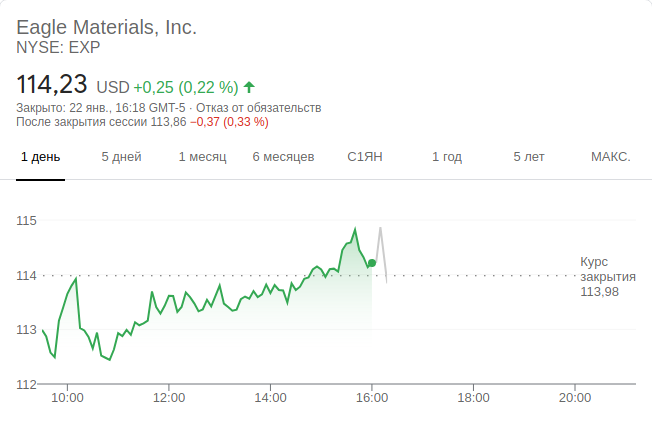 Eagle Materials, Inc.
NYSE: EXP
114,23 USD +0,25 (0,22 %)
Закрыто: 22 янв., 16:18 GMT-5 · Отказ от обязательств
После закрытия сессии 113,86 −0,37 (0,33 %)
1 день 5 дней 1 месяц 6 месяцев С1ЯН 1 год 5 лет МАКС.
115
114
113
112
Курс
закрытия
113,98
10:00 12:00 14:00 16:00 18:00 20:00